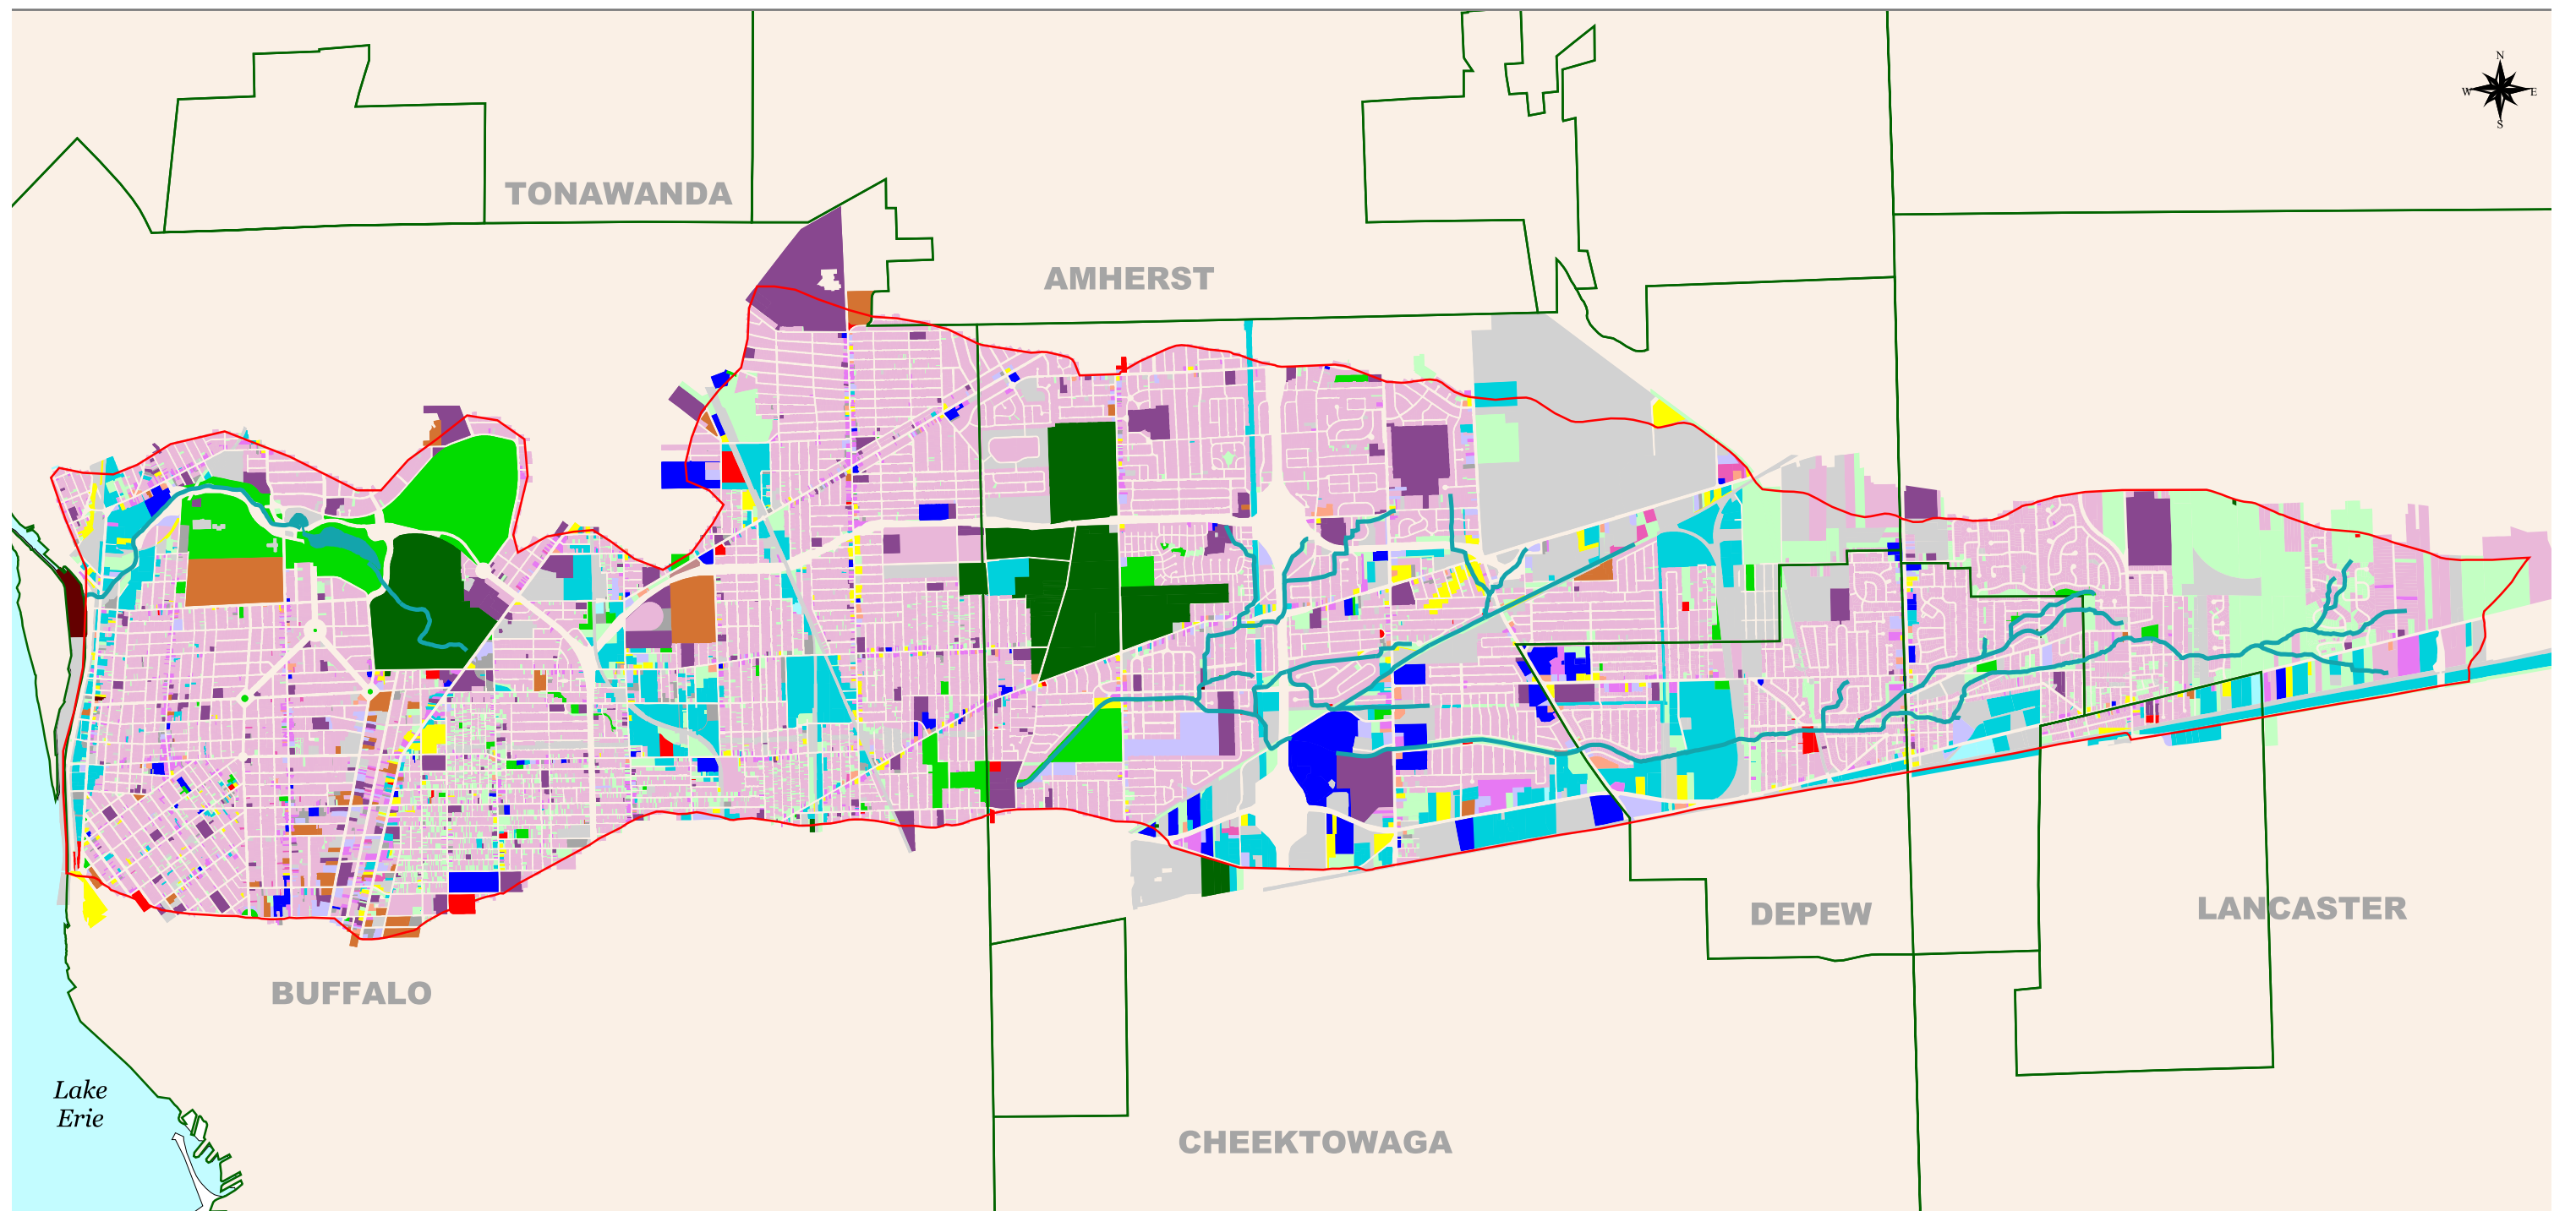 N
W E
S
TONAWANDA
AMHERST
DEPEW
LANCASTER
BUFFALO
Lake
Erie
CHEEKTOWAGA